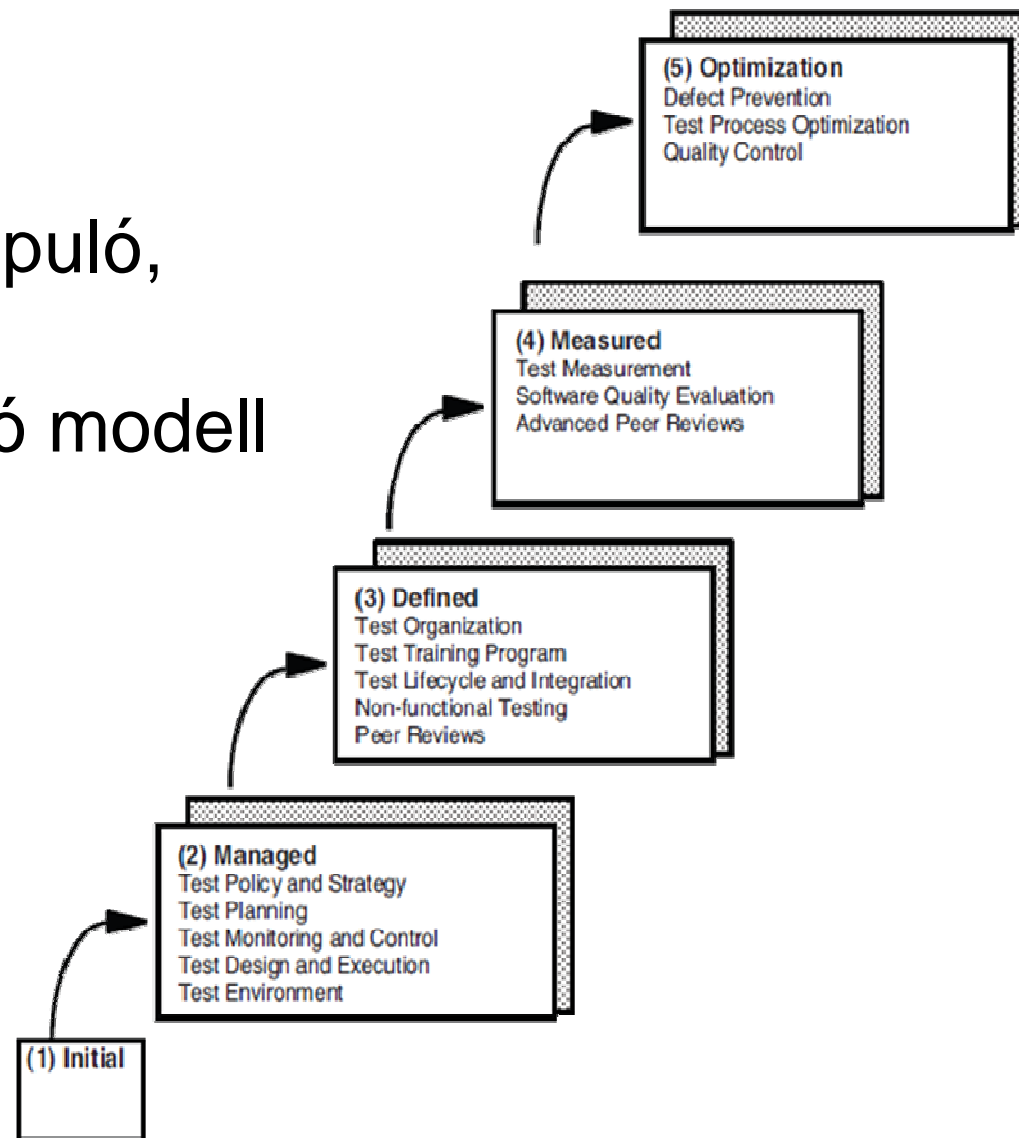 puló,
ó modell
(5) Optimization
Defect Prevention
Test Process Optimization
Quality Control
(4) Measured
Test Measurement
Software Quality Evaluation
Advanced Peer Reviews
(3) Defined
Test Organization
Test Training Program
Test Lifecycle and Integration
Non-functional Testing
Peer Reviews
(2) Managed
Test Policy and Strategy
Test Planning
Test Monitoring and Control
Test Design and Execution
Test Environment
(1) Initial